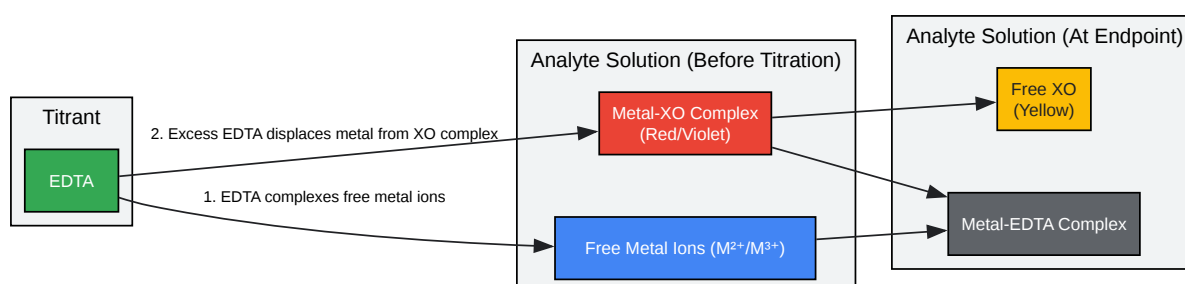 Titrant
EDTA
2. Excess EDTA displaces metal from XO complex
1. EDTA complexes free metal ions
Analyte Solution (Before Titration)
Metal-XO Complex
(Red/Violet)
Free Metal Ions (M²⁺/M³⁺)
Analyte Solution (At Endpoint)
Free XO
(Yellow)
Metal-EDTA Complex